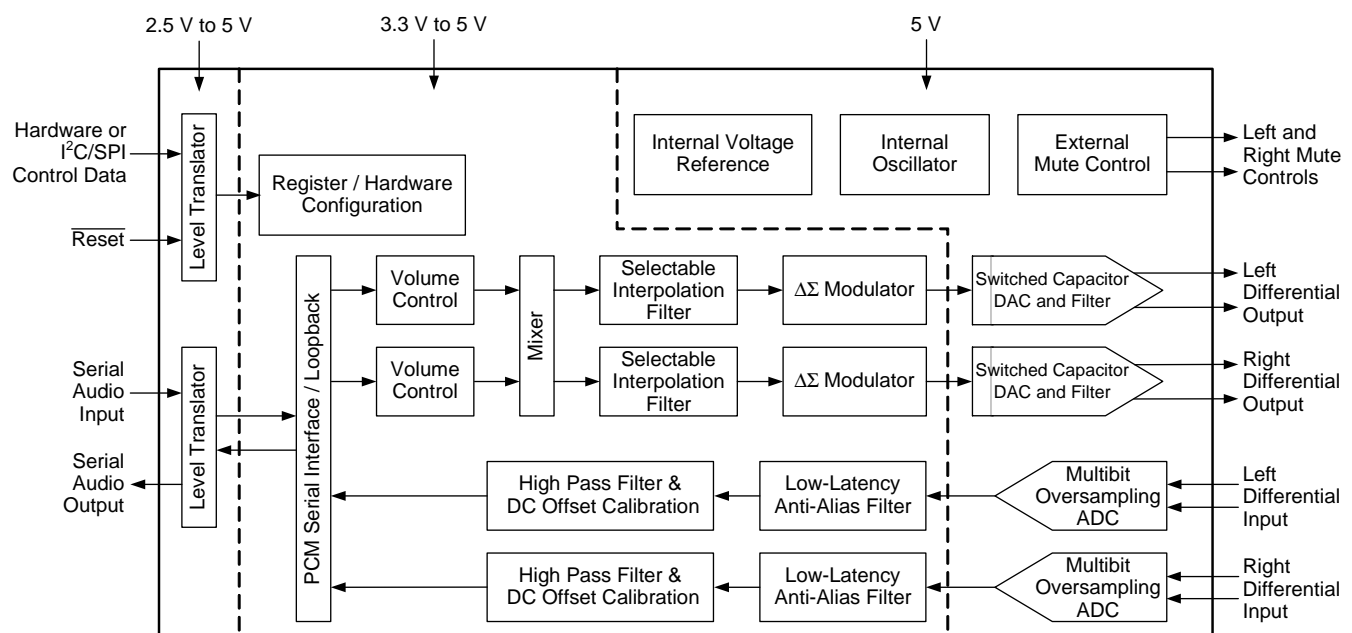 2.5 V to 5 V
3.3 V to 5 V
5 V
Hardware or
I²C/SPI
Control Data
Reset
Level Translator
Register / Hardware
Configuration
Internal Voltage
Reference
Internal
Oscillator
External
Mute Control
Left and
Right Mute
Controls
Serial
Audio
Input
Serial
Audio
Output
Level Translator
PCM Serial Interface / Loopback
Volume
Control
Mixer
Selectable
Interpolation
Filter
ΔΣ Modulator
Switched Capacitor
DAC and Filter
Left
Differential
Output
Volume
Control
Selectable
Interpolation
Filter
ΔΣ Modulator
Switched Capacitor
DAC and Filter
Right
Differential
Output
High Pass Filter &
DC Offset Calibration
Low-Latency
Anti-Alias Filter
Multibit
Oversampling
ADC
Left
Differential
Input
High Pass Filter &
DC Offset Calibration
Low-Latency
Anti-Alias Filter
Multibit
Oversampling
ADC
Right
Differential
Input